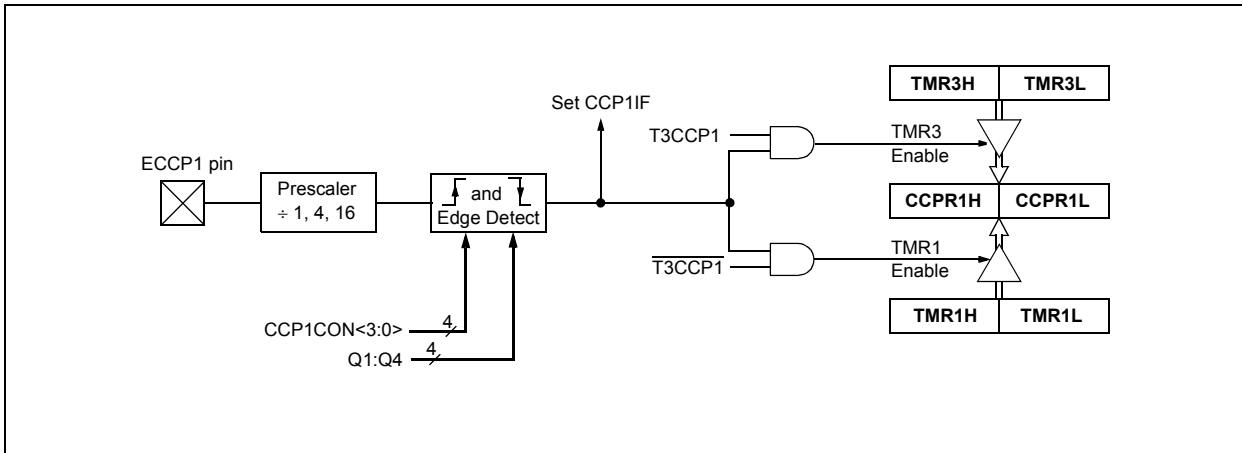 TMR3H TMR3L
Set CCP1IF
T3CCP1
TMR3
Enable
ECCP1 pin
Prescaler
÷ 1, 4, 16
and
Edge Detect
CCPR1H CCPR1L
TMR1
Enable
T3CCP1
TMR1H TMR1L
CCP1CON<3:0>
4
Q1:Q4
4